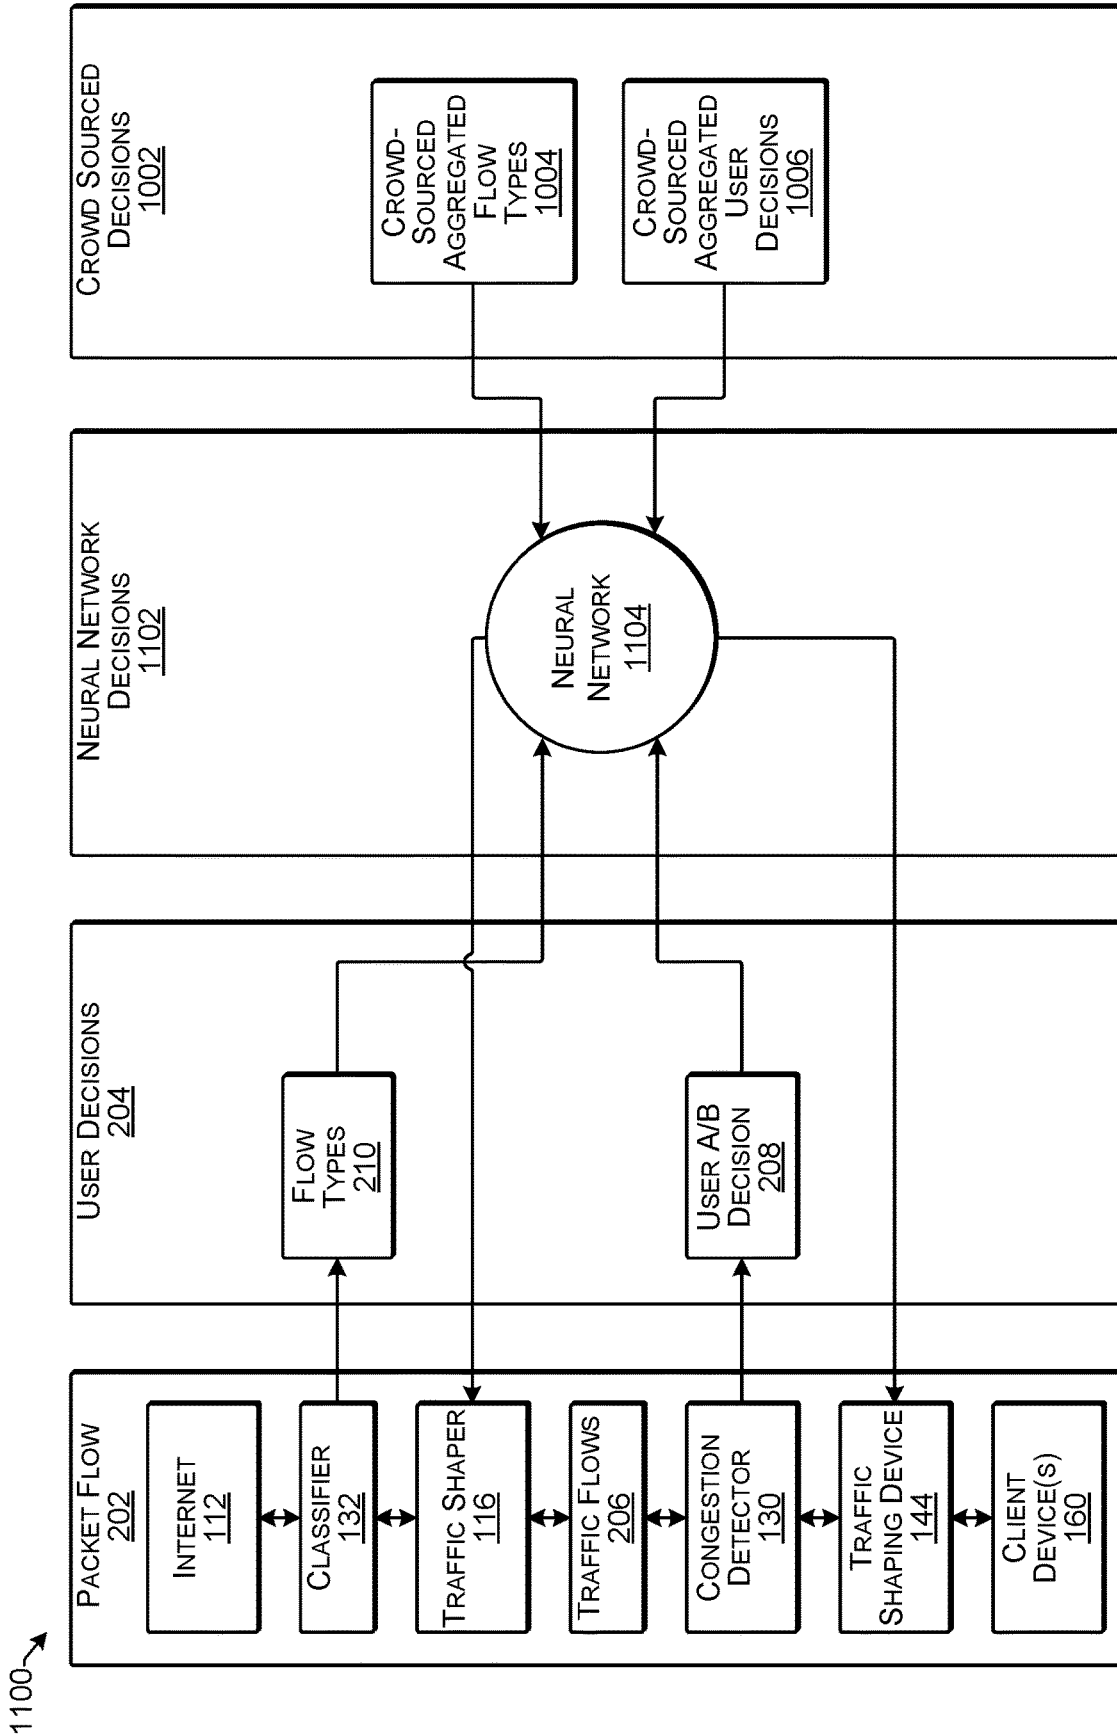 1100
PACKET FLOW
202
INTERNET
112
CLASSIFIER
132
TRAFFIC SHAPER
116
TRAFFIC FLOWS
206
CONGESTION
DETECTOR
130
TRAFFIC
SHAPING DEVICE
144
CLIENT
DEVICE(S)
160
USER DECISIONS
204
FLOW
TYPES
210
USER A/B
DECISION
208
NEURAL NETWORK
DECISIONS
1102
NEURAL
NETWORK
1104
CROWD SOURCED
DECISIONS
1002
CROWD-
SOURCED
AGGREGATED
FLOW
TYPES
1004
CROWD-
SOURCED
AGGREGATED
USER
DECISIONS
1006